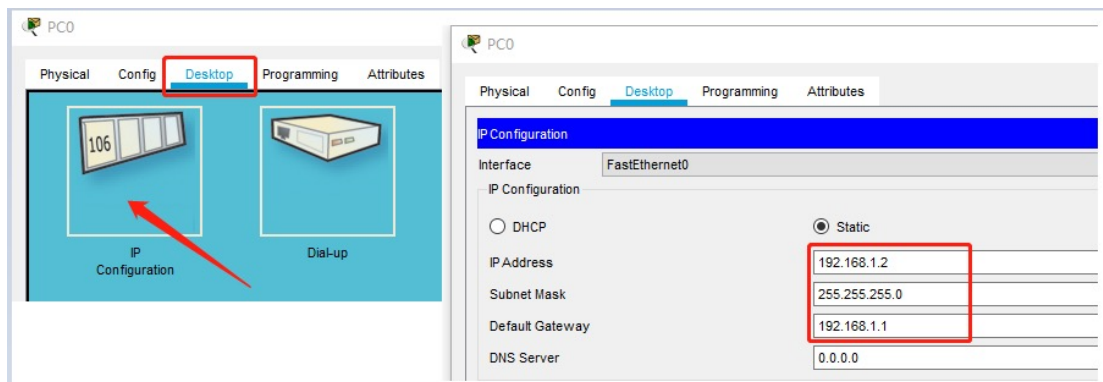 PC0
Physical Config Desktop Programming Attributes
106
IP
Configuration
Dial-up
PC0
Physical Config Desktop Programming Attributes
IP Configuration
Interface FastEthernet0
IP Configuration
DHCP Static
IP Address 192.168.1.2
Subnet Mask 255.255.255.0
Default Gateway 192.168.1.1
DNS Server 0.0.0.0